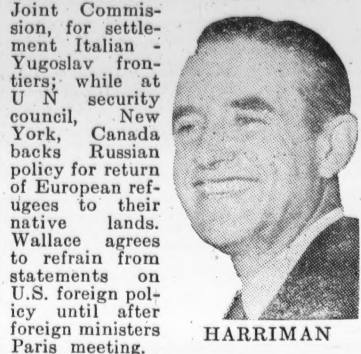 Joint Commis-
sion, for settle-
ment Italian -
Yugoslav fron-
tiers; while at
U N security
council, New
York, Canada
backs Russian
policy for return
of European ref-
ugees to their
native lands.
Wallace agrees
to refrain from
statements on
U.S. foreign pol-
icy until after
foreign ministers
Paris meeting.
HARRIMAN